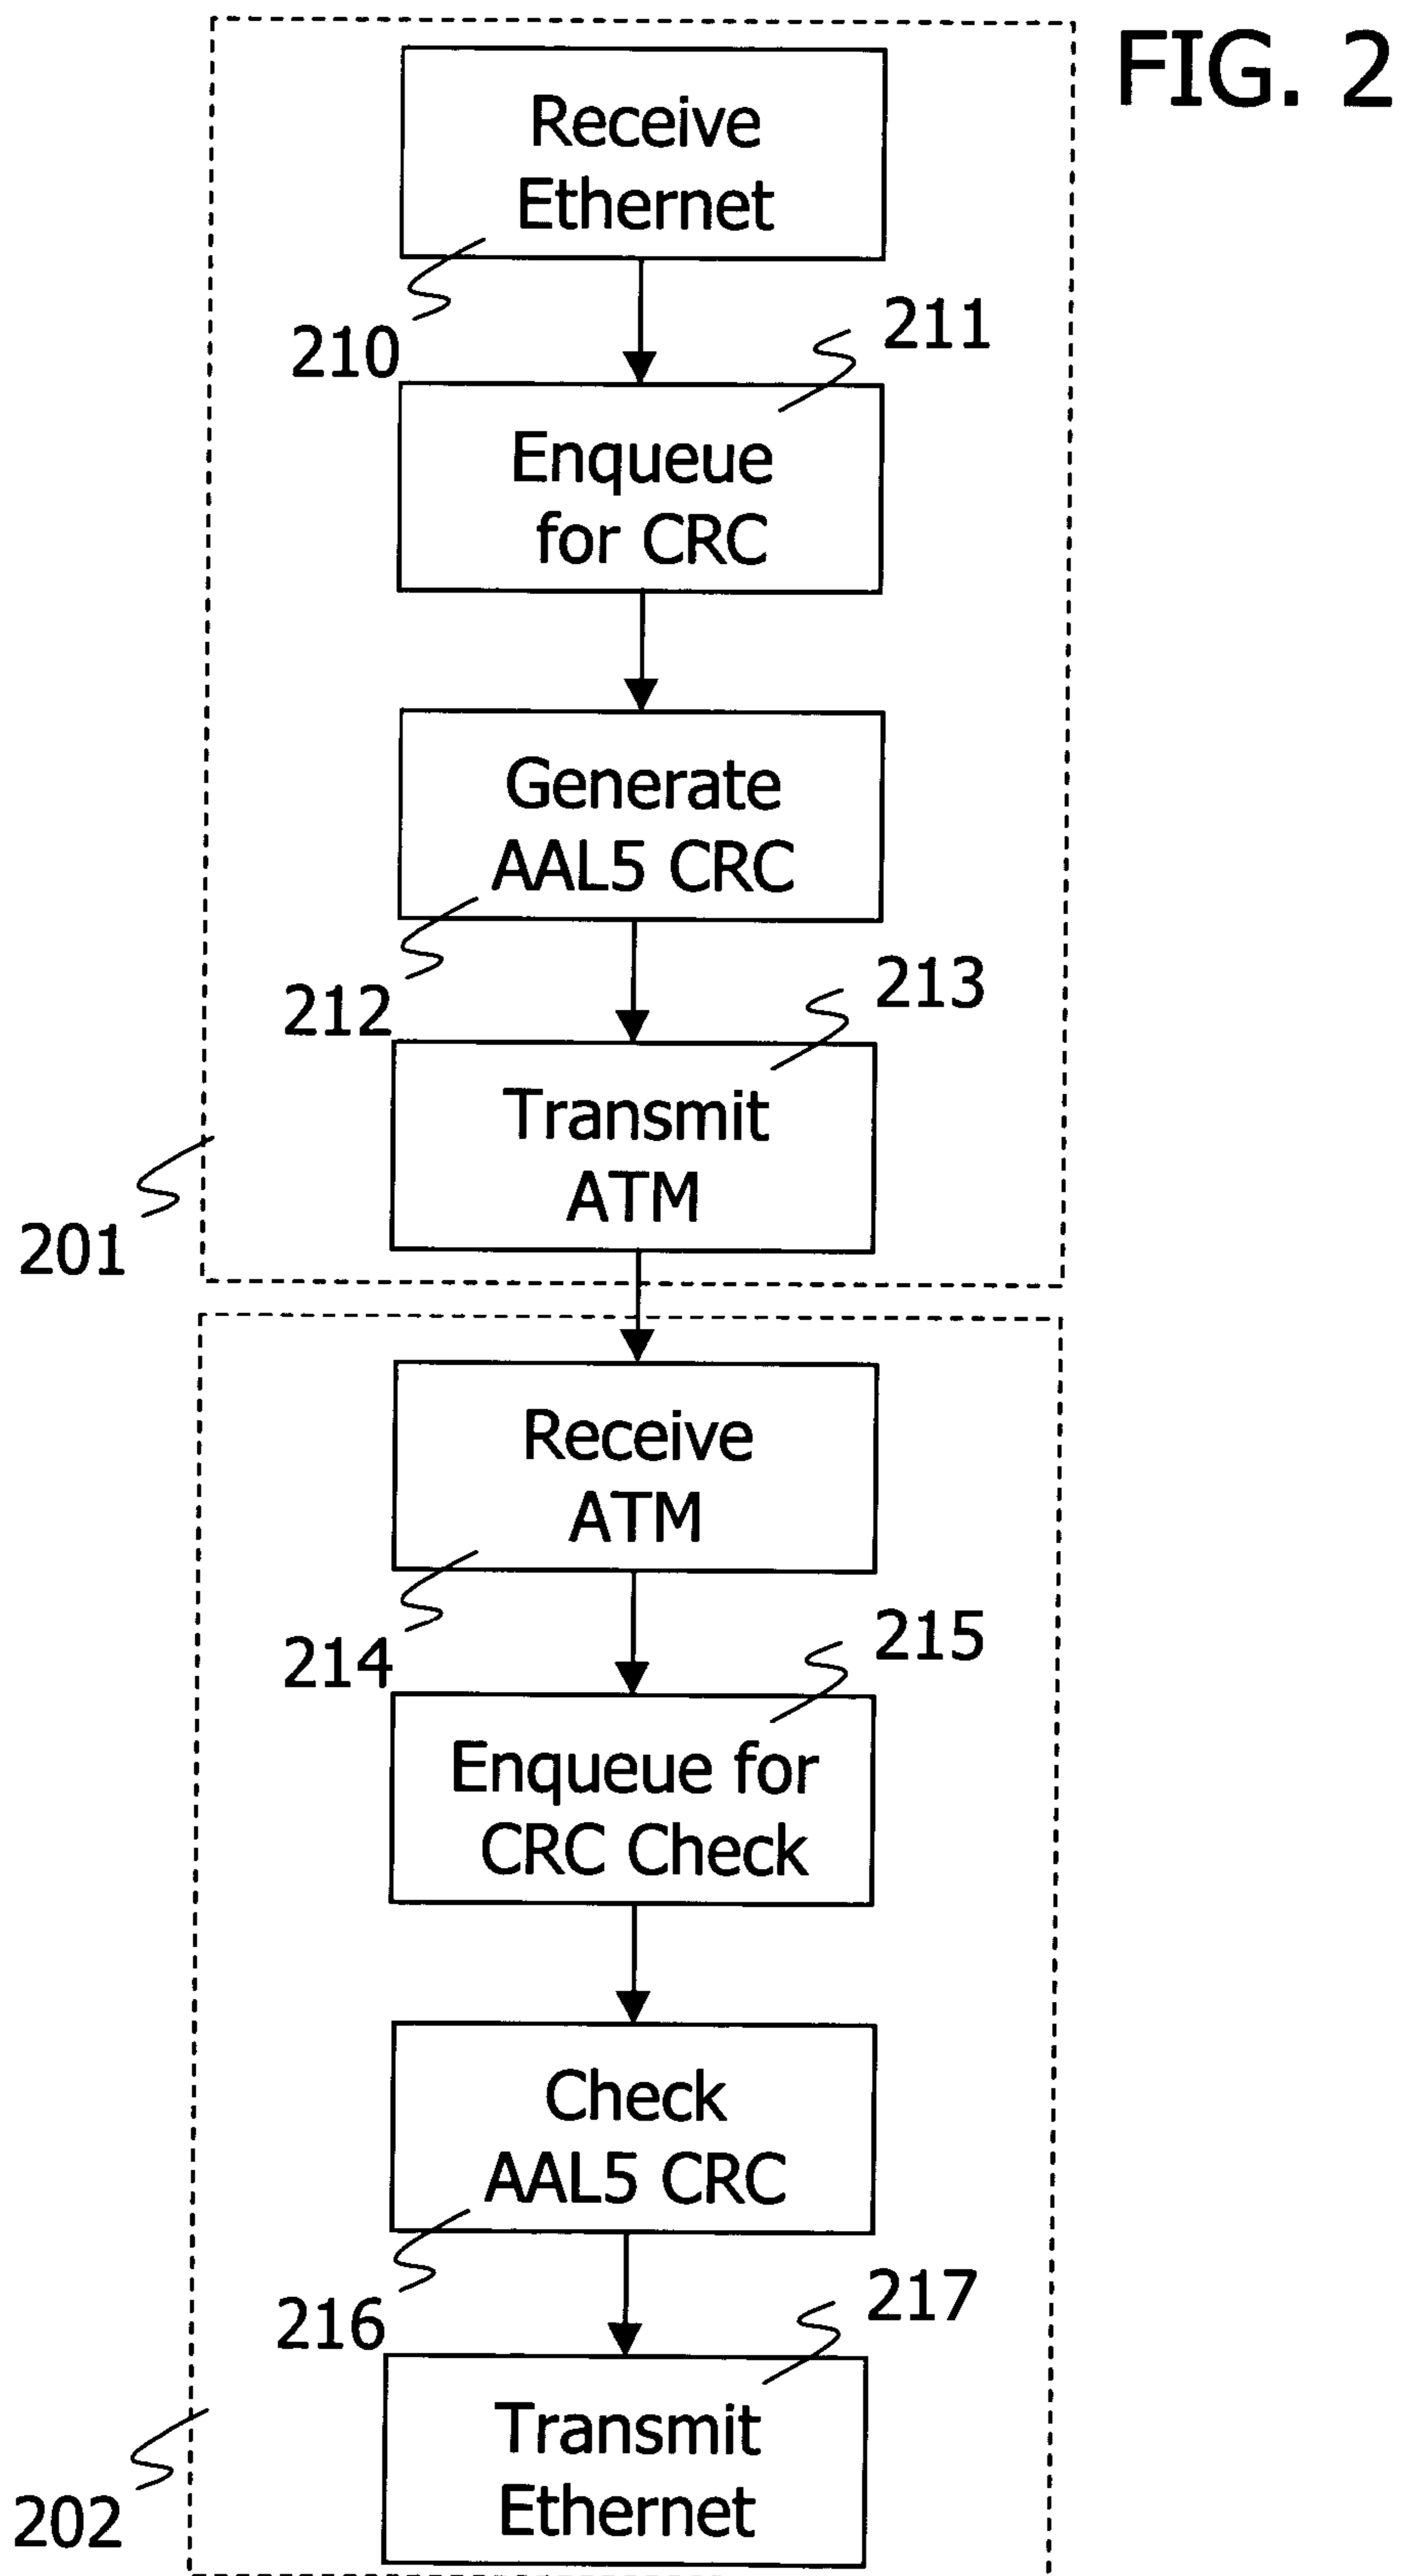 FIG. 2
Receive
Ethernet
210
211
Enqueue
for CRC
Generate
AAL5 CRC
212
213
Transmit
ATM
201
Receive
ATM
214
215
Enqueue for
CRC Check
Check
AAL5 CRC
216
217
Transmit
Ethernet
202